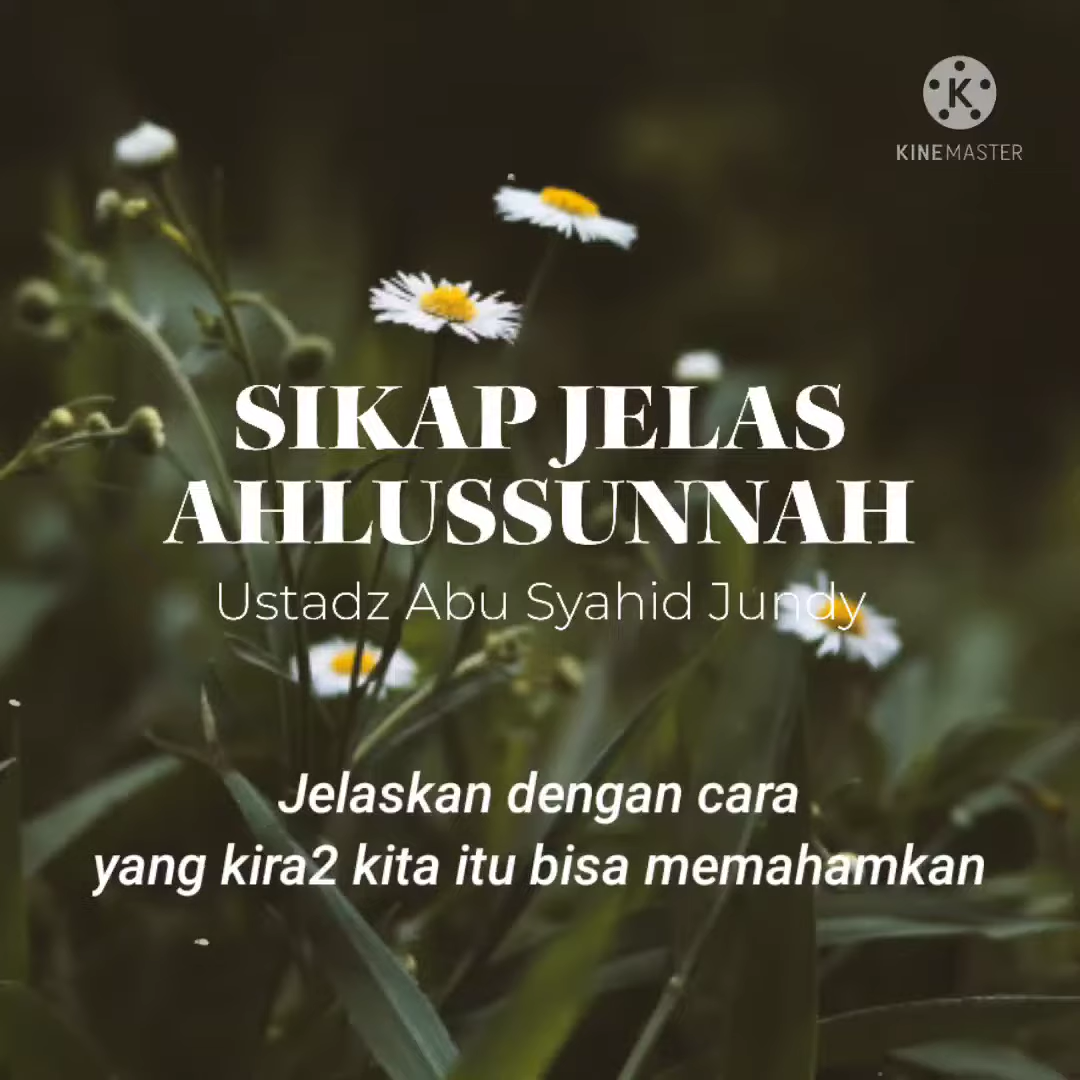 K
KINEMASTER
SIKAP JELAS
AHLUSSUNNAH
Ustadz Abu Syahid Jundy
Jelaskan dengan cara
yang kira2 kita itu bisa memahamkan